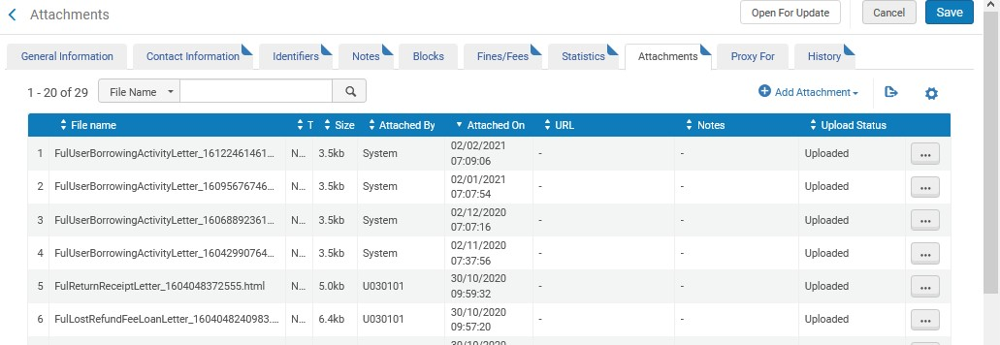 Attachments
Open For Update
Cancel
Save
General Information
Contact Information
Identifiers
Notes
Blocks
Fines/Fees
Statistics
Attachments
Proxy For
History
1 - 20 of 29
File Name
Add Attachment
File name
T
Size
Attached By
Attached On
URL
Notes
Upload Status
1 FulUserBorrowingActivityLetter_16122461461... N... 3.5kb System 02/02/2021 07:09:06 - - Uploaded ...
2 FulUserBorrowingActivityLetter_16095676746... N... 3.5kb System 02/01/2021 07:07:54 - - Uploaded ...
3 FulUserBorrowingActivityLetter_16068892361... N... 3.5kb System 02/12/2020 07:07:16 - - Uploaded ...
4 FulUserBorrowingActivityLetter_16042990764... N... 3.5kb System 02/11/2020 07:37:56 - - Uploaded ...
5 FulReturnReceiptLetter_1604048372555.html N... 5.0kb U030101 30/10/2020 09:59:32 - - Uploaded ...
6 FulLostRefundFeeLoanLetter_1604048240983.... N... 6.4kb U030101 30/10/2020 09:57:20 - - Uploaded ...
30/10/2020